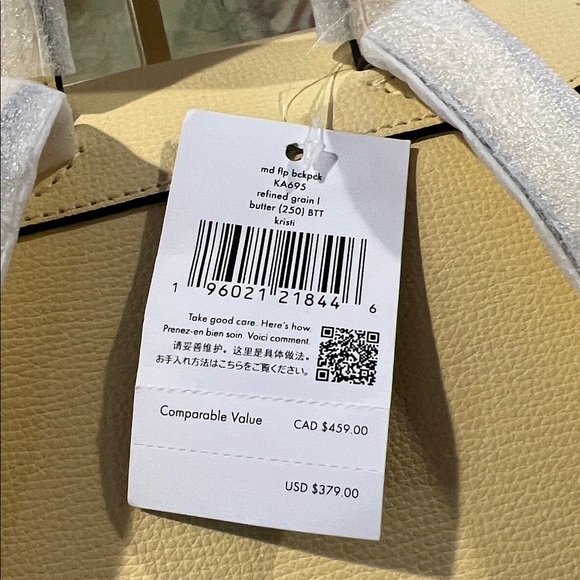 md flp bckpck
KA695
refined grain l
butter (250) BTT
kristi
1 96021 21844 6
Take good care. Here's how.
Prenez-en bien soin. Voici comment.
请妥善维护。这里是具体做法。
お手入れ方法はこちらをご覧ください。
Comparable Value CAD $459.00
USD $379.00